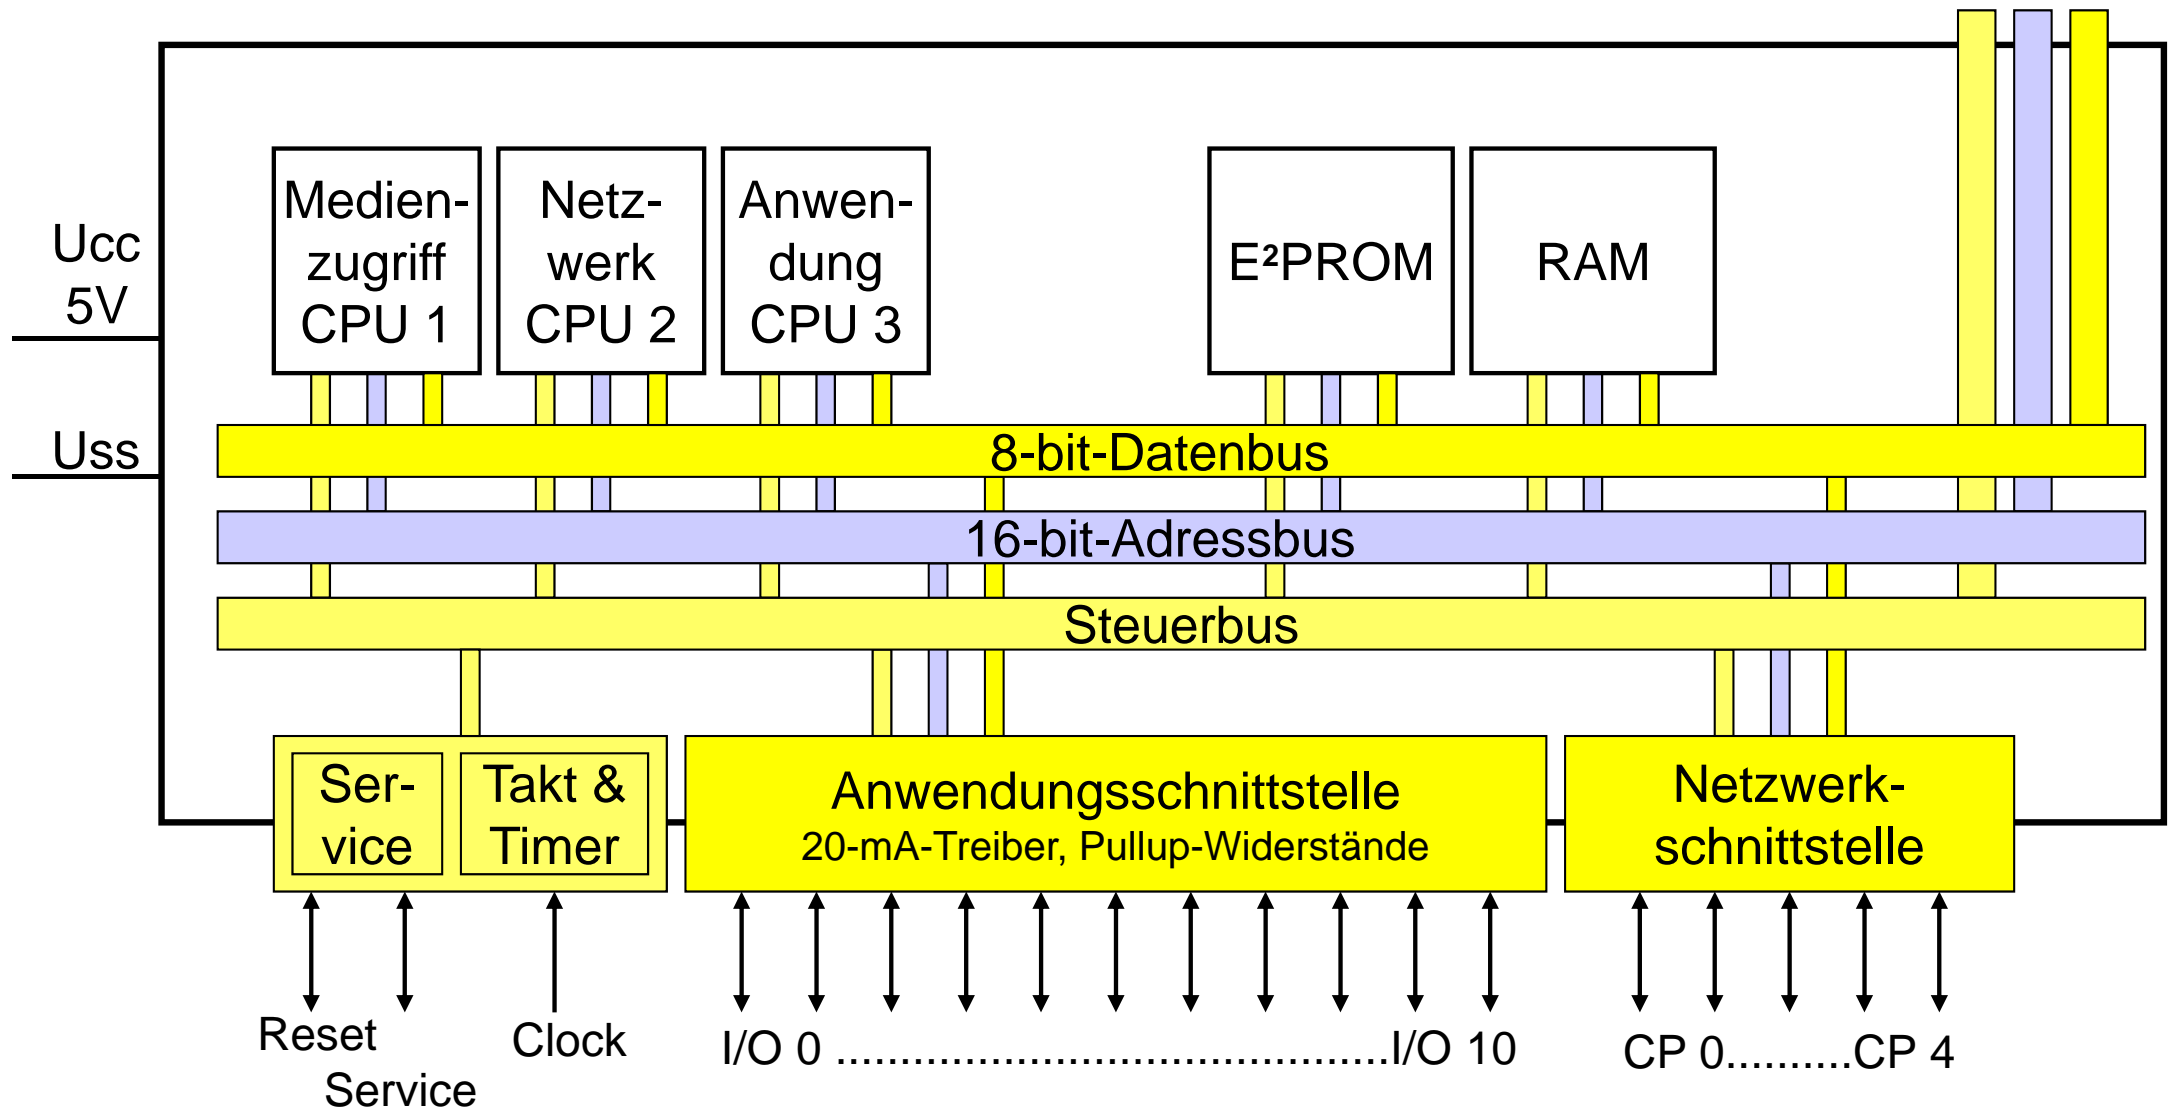 Medien-
zugriff
CPU 1
Netz-
werk
CPU 2
Anwen-
dung
CPU 3
E²PROM
RAM
Ucc
5V
Uss
8-bit-Datenbus
16-bit-Adressbus
Steuerbus
Ser-
vice
Takt &
Timer
Anwendungsschnittstelle
20-mA-Treiber, Pullup-Widerstände
Netzwerk-
schnittstelle
Reset
Service
Clock
I/O 0 ...........................................I/O 10
CP 0..........CP 4